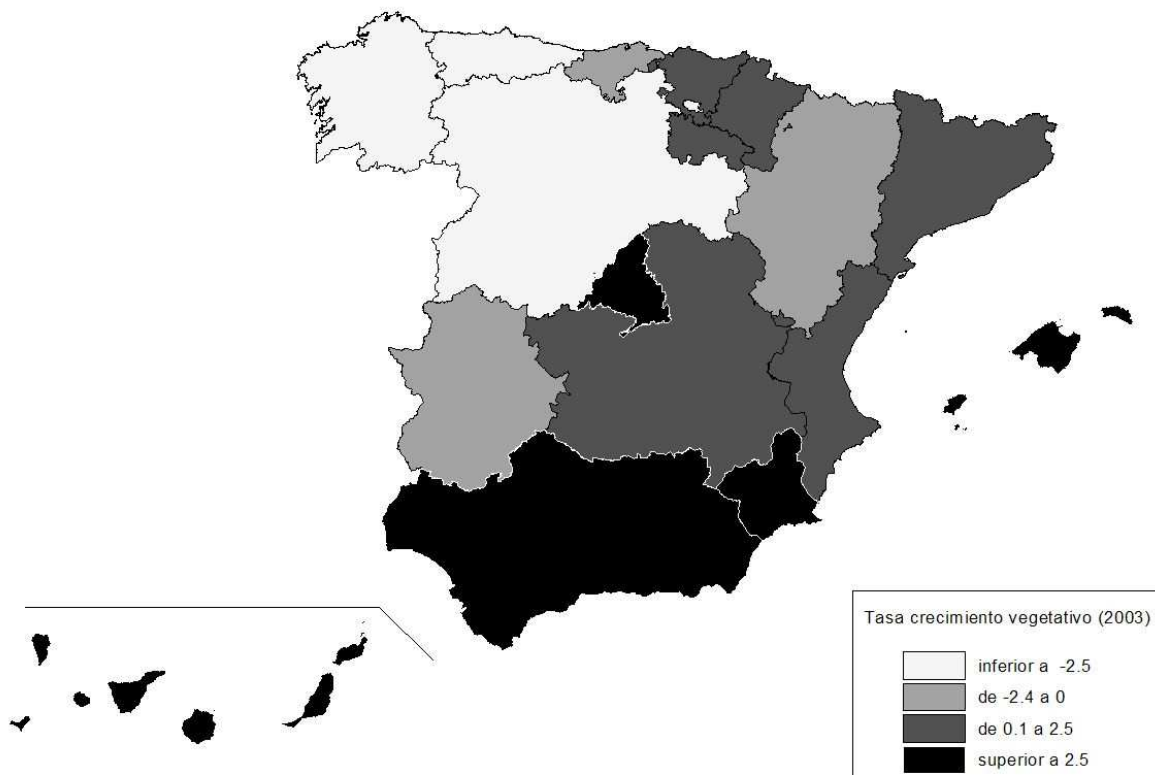 Tasa crecimiento vegetativo (2003)
inferior a -2.5
de -2.4 a 0
de 0.1 a 2.5
superior a 2.5